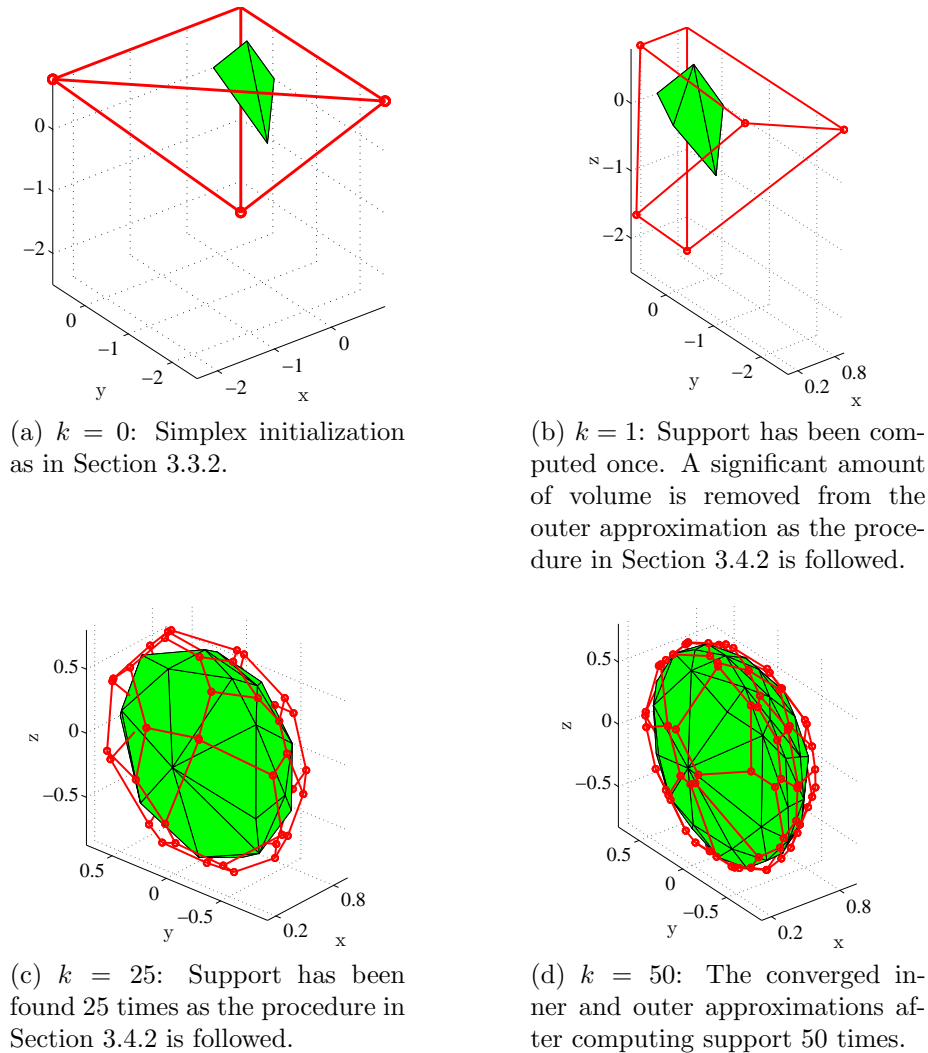 0
−1
−2
0
−1
−2
y
−2
−1
0
x
(a) k = 0: Simplex initialization
as in Section 3.3.2.
z
0
−1
−2
0
−1
−2
y
0.2
0.8
x
(b) k = 1: Support has been com-
puted once. A significant amount
of volume is removed from the
outer approximation as the proce-
dure in Section 3.4.2 is followed.
z
0.5
0
−0.5
0.5
0
−0.5
y
0.2
0.8
x
(c) k = 25: Support has been
found 25 times as the procedure in
Section 3.4.2 is followed.
z
0.5
0
−0.5
0.5
0
−0.5
y
0.2
0.8
x
(d) k = 50: The converged in-
ner and outer approximations af-
ter computing support 50 times.